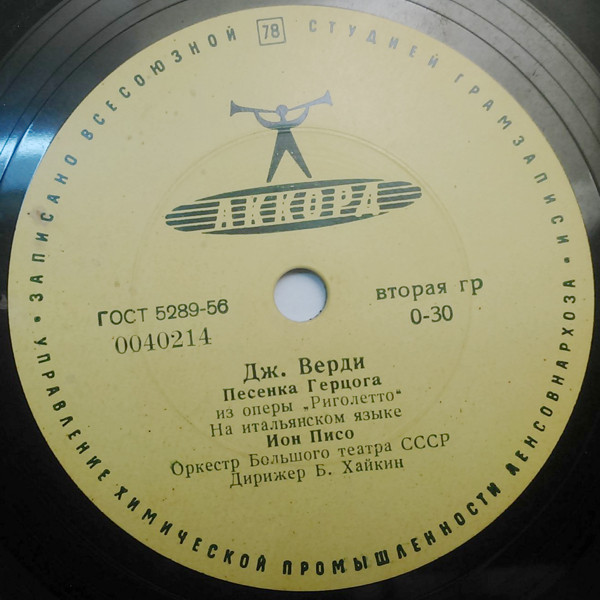 ЗАПИСАНО ВСЕСОЮЗНОЙ 78 СТУДИЕЙ ГРАМЗАПИСИ
АККОРД
ГОСТ 5289-56
0040214
вторая гр
0-30
Дж. Верди
Песенка Герцога
из оперы „Риголетто"
На итальянском языке
Ион Писо
Оркестр Большого театра СССР
Дирижер Б. Хайкин
• УПРАВЛЕНИЕ ХИМИЧЕСКОЙ ПРОМЫШЛЕННОСТИ ЛЕНСОВНАРХОЗА •